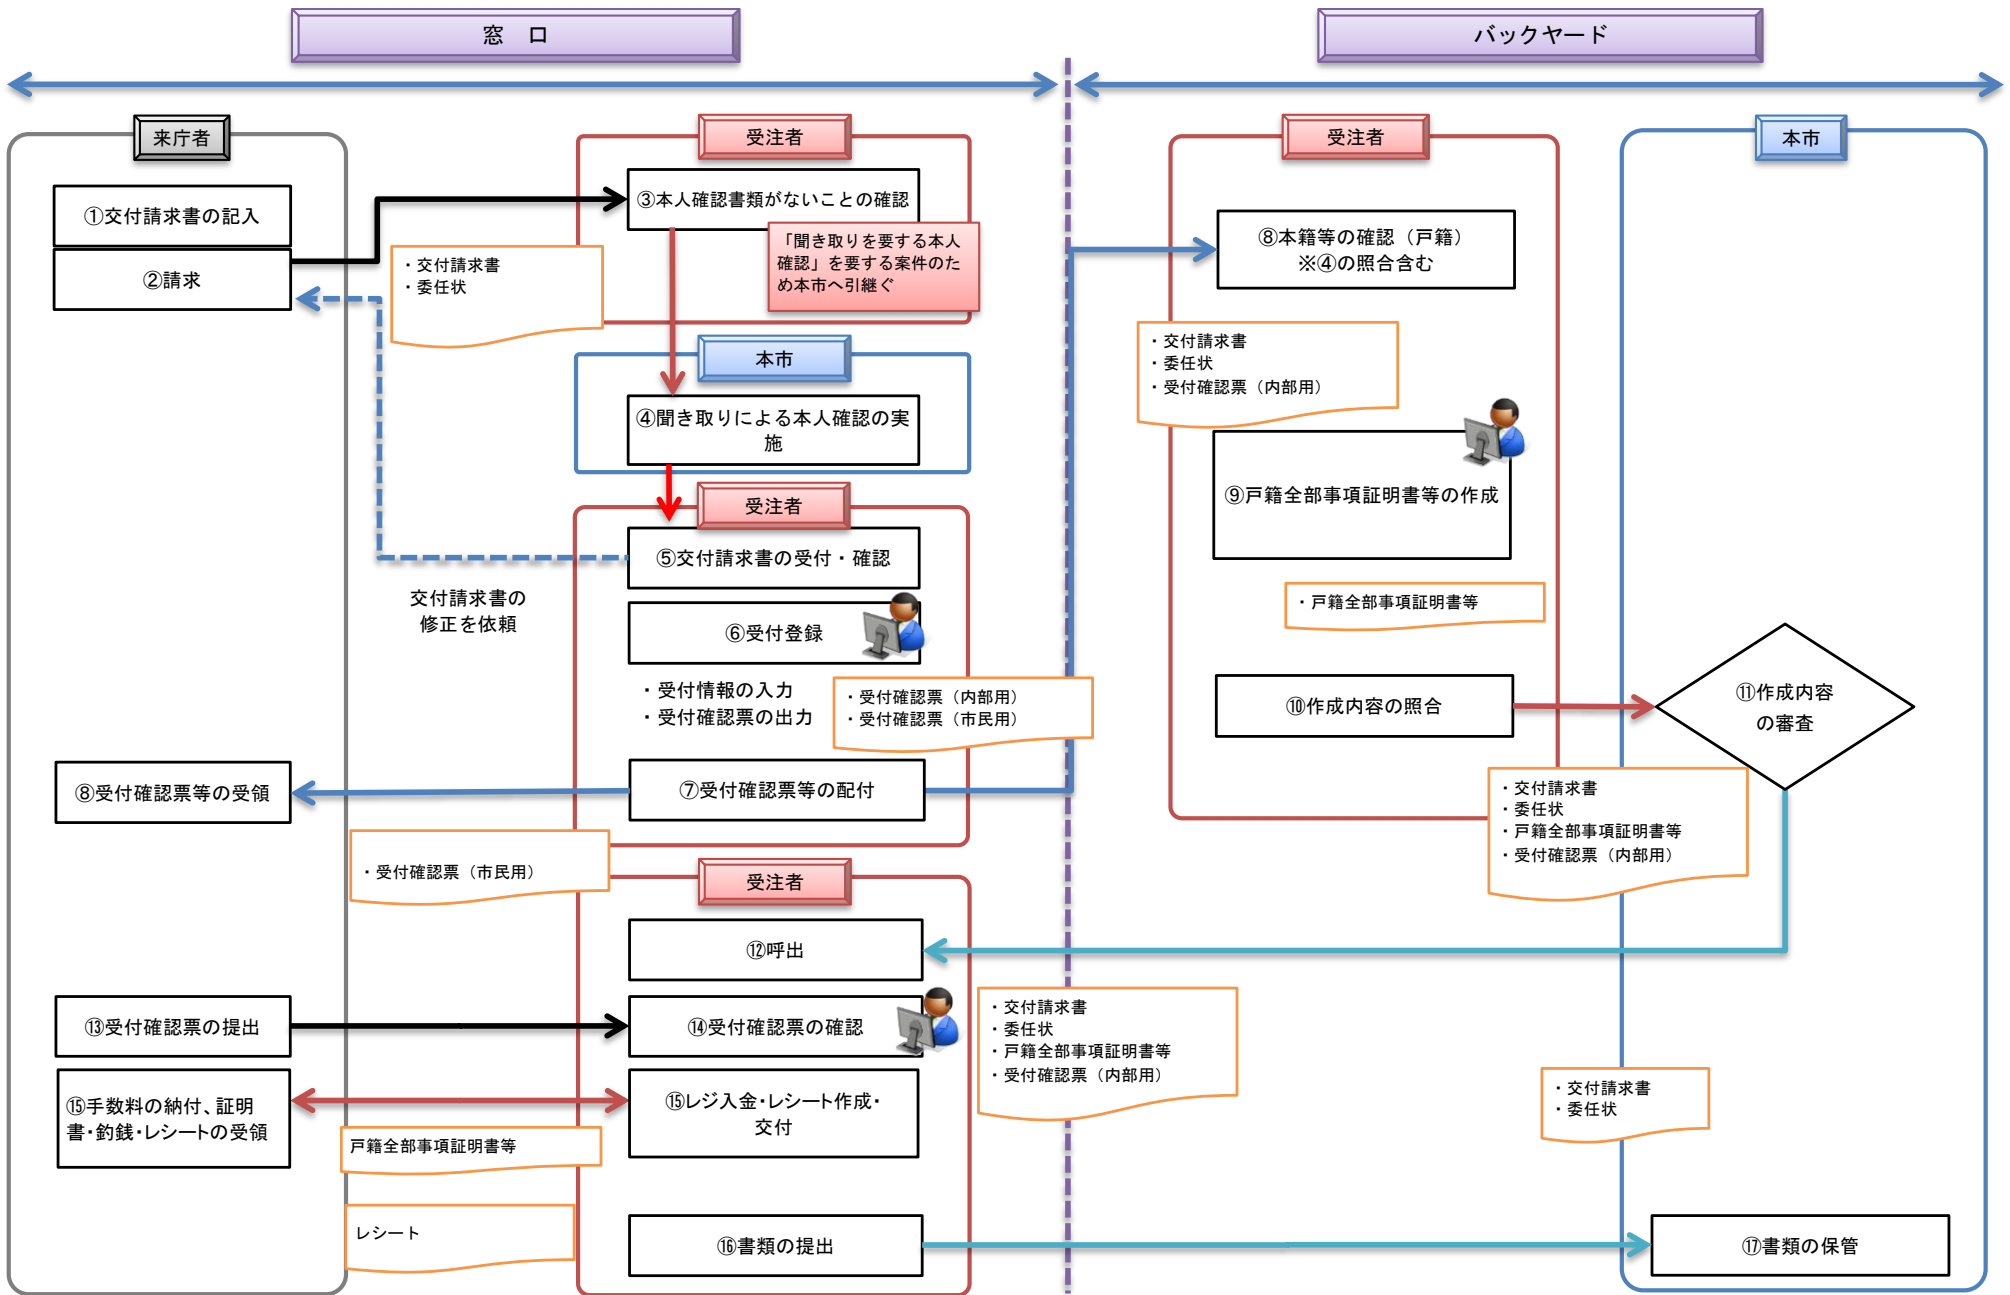 窓　口
バックヤード
来庁者
受注者
受注者
本市
①交付請求書の記入
②請求
③本人確認書類がないことの確認
「聞き取りを要する本人
確認」を要する案件のた
め本市へ引継ぐ
・交付請求書
・委任状
本市
④聞き取りによる本人確認の実
施
受注者
⑤交付請求書の受付・確認
交付請求書の
修正を依頼
⑥受付登録
・受付情報の入力
・受付確認票の出力
・受付確認票（内部用）
・受付確認票（市民用）
⑦受付確認票等の配付
⑧受付確認票等の受領
・受付確認票（市民用）
⑧本籍等の確認（戸籍）
※④の照合含む
・交付請求書
・委任状
・受付確認票（内部用）
⑨戸籍全部事項証明書等の作成
・戸籍全部事項証明書等
⑩作成内容の照合
⑪作成内容
の審査
・交付請求書
・委任状
・戸籍全部事項証明書等
・受付確認票（内部用）
受注者
⑫呼出
⑬受付確認票の提出
⑭受付確認票の確認
・交付請求書
・委任状
・戸籍全部事項証明書等
・受付確認票（内部用）
⑮手数料の納付、証明
書・釣銭・レシートの受領
⑮レジ入金・レシート作成・
交付
戸籍全部事項証明書等
レシート
・交付請求書
・委任状
⑯書類の提出
⑰書類の保管